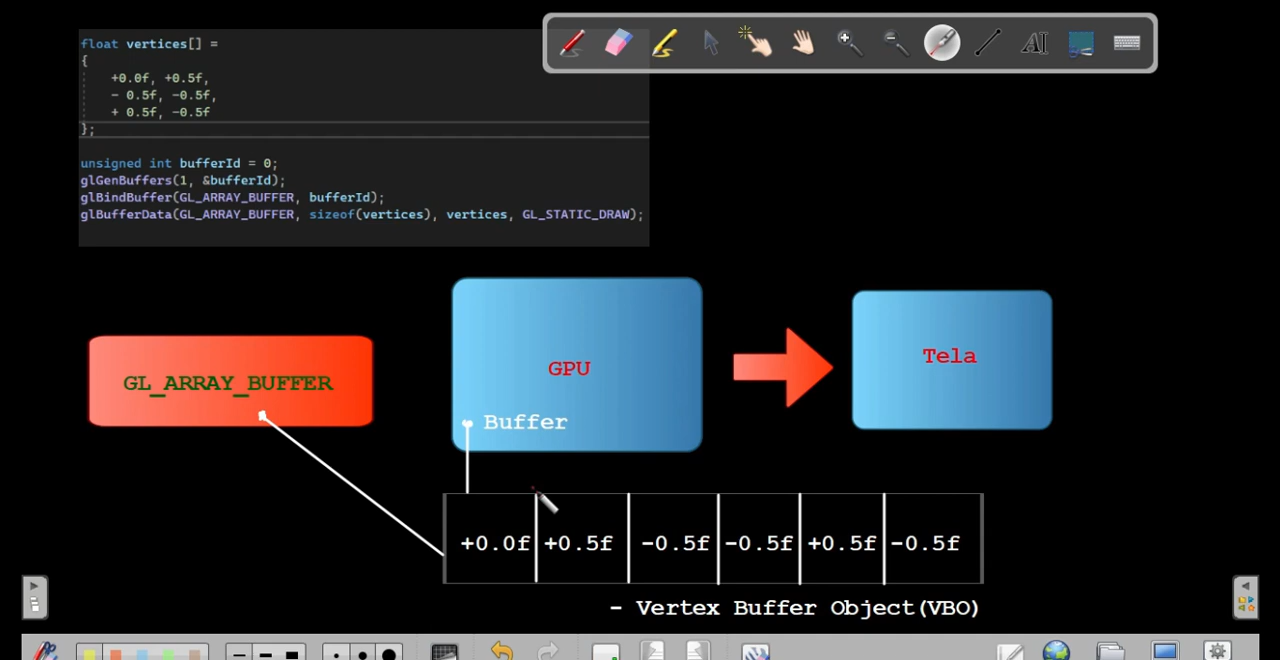 float vertices[] =
{
+0.0f, +0.5f,
- 0.5f, -0.5f,
+ 0.5f, -0.5f
};
unsigned int bufferId = 0;
glGenBuffers(1, &bufferId);
glBindBuffer(GL_ARRAY_BUFFER, bufferId);
glBufferData(GL_ARRAY_BUFFER, sizeof(vertices), vertices, GL_STATIC_DRAW);
AI
GL_ARRAY_BUFFER
GPU
Buffer
Tela
+0.0f +0.5f -0.5f -0.5f +0.5f -0.5f
- Vertex Buffer Object(VBO)